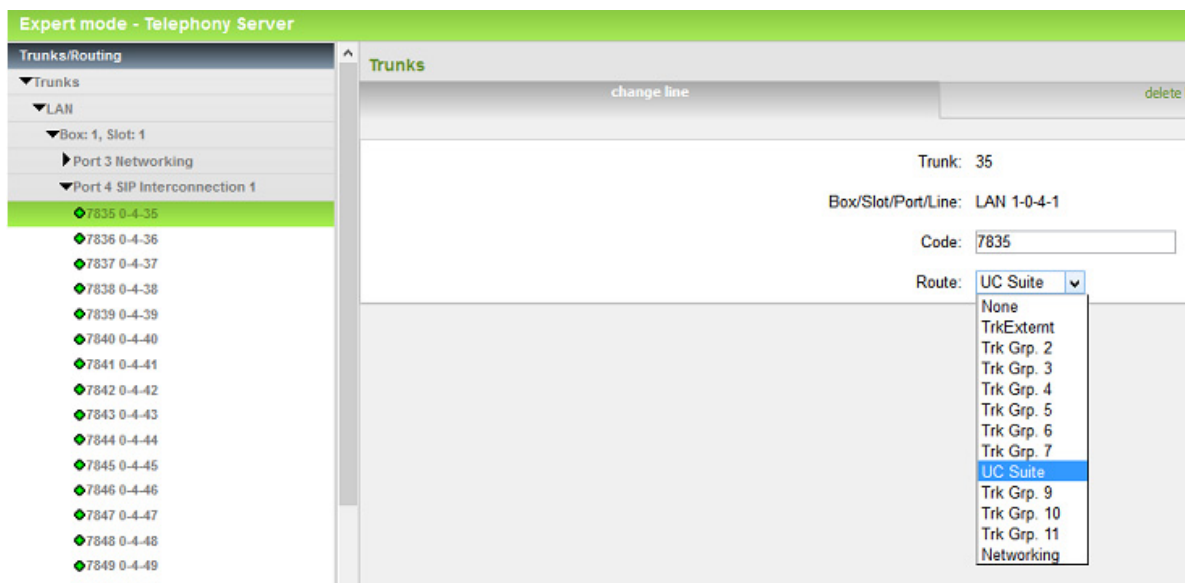 Expert mode - Telephony Server
Trunks/Routing
Trunks
LAN
Box: 1, Slot: 1
Port 3 Networking
Port 4 SIP Interconnection 1
7835 0-4-35
7836 0-4-36
7837 0-4-37
7838 0-4-38
7839 0-4-39
7840 0-4-40
7841 0-4-41
7842 0-4-42
7843 0-4-43
7844 0-4-44
7845 0-4-45
7846 0-4-46
7847 0-4-47
7848 0-4-48
7849 0-4-49
Trunks
change line
delete
Trunk: 35
Box/Slot/Port/Line: LAN 1-0-4-1
Code: 7835
Route: UC Suite
None
TrkExternt
Trk Grp. 2
Trk Grp. 3
Trk Grp. 4
Trk Grp. 5
Trk Grp. 6
Trk Grp. 7
UC Suite
Trk Grp. 9
Trk Grp. 10
Trk Grp. 11
Networking